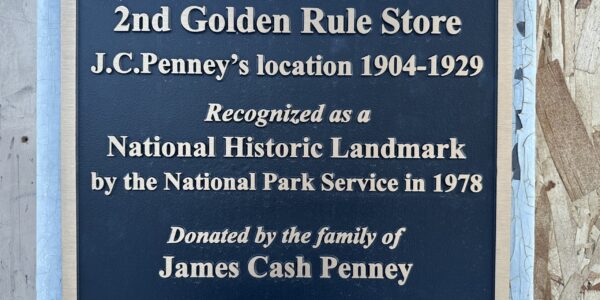 2nd Golden Rule Store
J.C.Penney's location 1904-1929
Recognized as a
National Historic Landmark
by the National Park Service in 1978
Donated by the family of
James Cash Penney